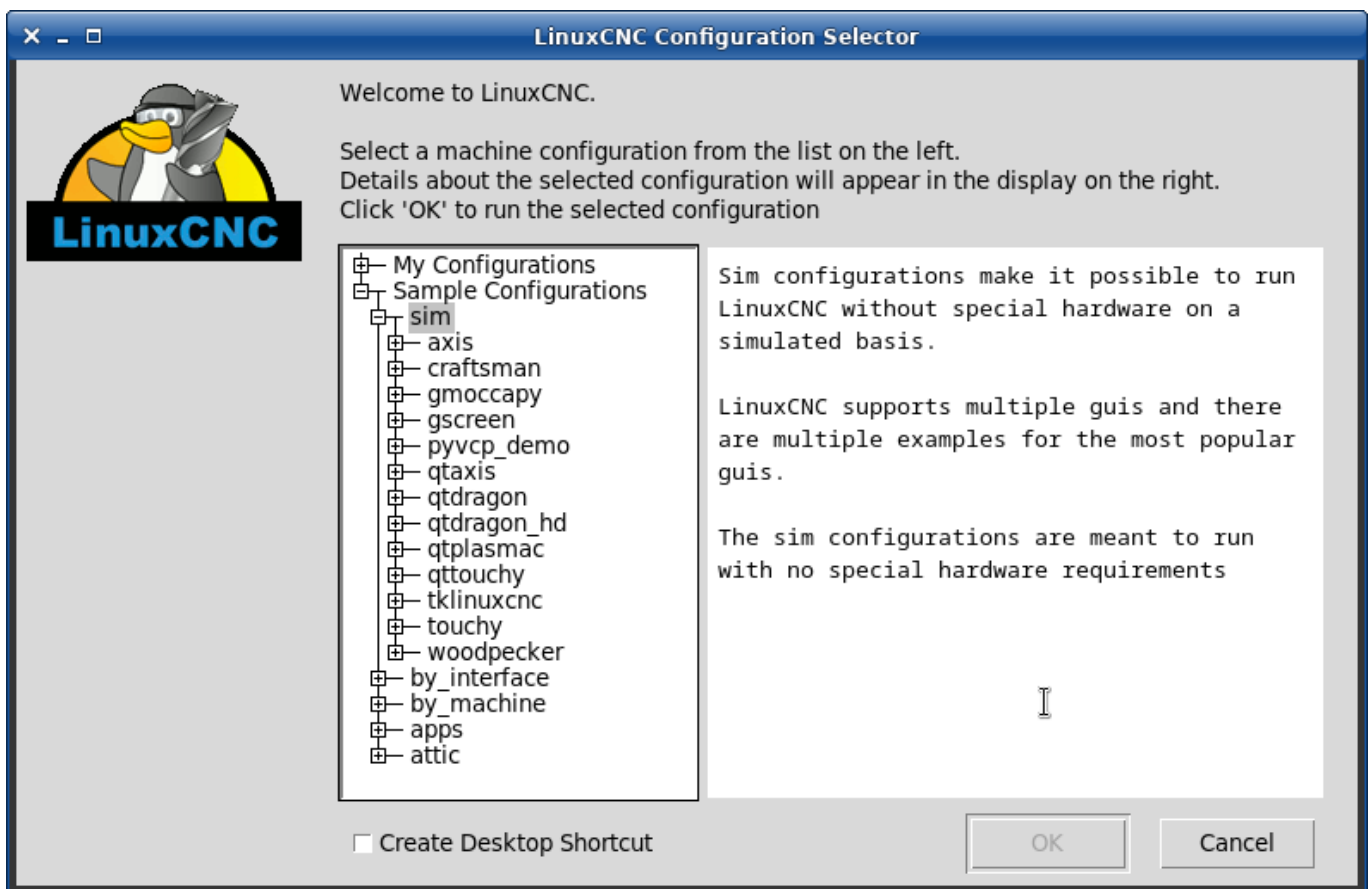 LinuxCNC Configuration Selector
LinuxCNC
Welcome to LinuxCNC.
Select a machine configuration from the list on the left.
Details about the selected configuration will appear in the display on the right.
Click 'OK' to run the selected configuration
My Configurations
Sample Configurations
sim
axis
craftsman
gmoccapy
gscreen
pyvcp_demo
qtaxis
qtdragon
qtdragon_hd
qtplasmac
qttouchy
tklinuxcnc
touchy
woodpecker
by_interface
by_machine
apps
attic
Sim configurations make it possible to run
LinuxCNC without special hardware on a
simulated basis.
LinuxCNC supports multiple guis and there
are multiple examples for the most popular
guis.
The sim configurations are meant to run
with no special hardware requirements
Create Desktop Shortcut
OK
Cancel